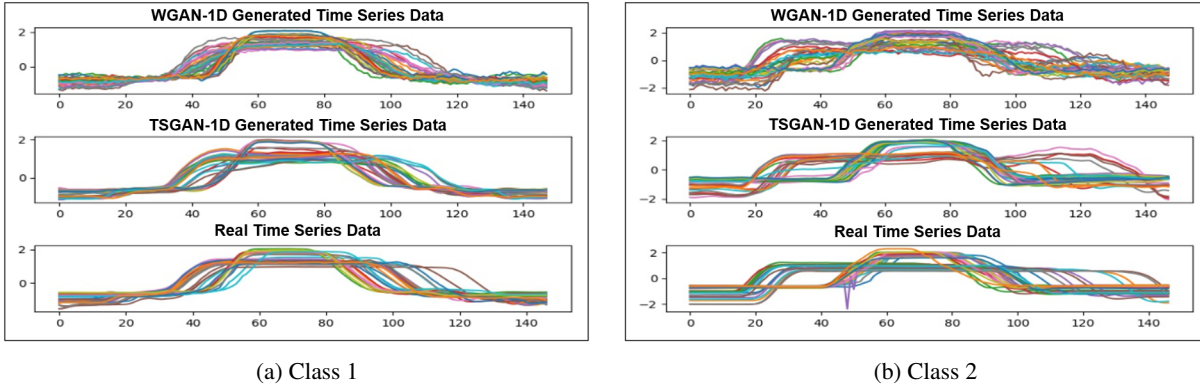 WGAN-1D Generated Time Series Data
2
0
0 20 40 60 80 100 120 140
TSGAN-1D Generated Time Series Data
2
0
0 20 40 60 80 100 120 140
Real Time Series Data
2
0
0 20 40 60 80 100 120 140
(a) Class 1
WGAN-1D Generated Time Series Data
2
0
−2
0 20 40 60 80 100 120 140
TSGAN-1D Generated Time Series Data
2
0
−2
0 20 40 60 80 100 120 140
Real Time Series Data
2
0
−2
0 20 40 60 80 100 120 140
(b) Class 2